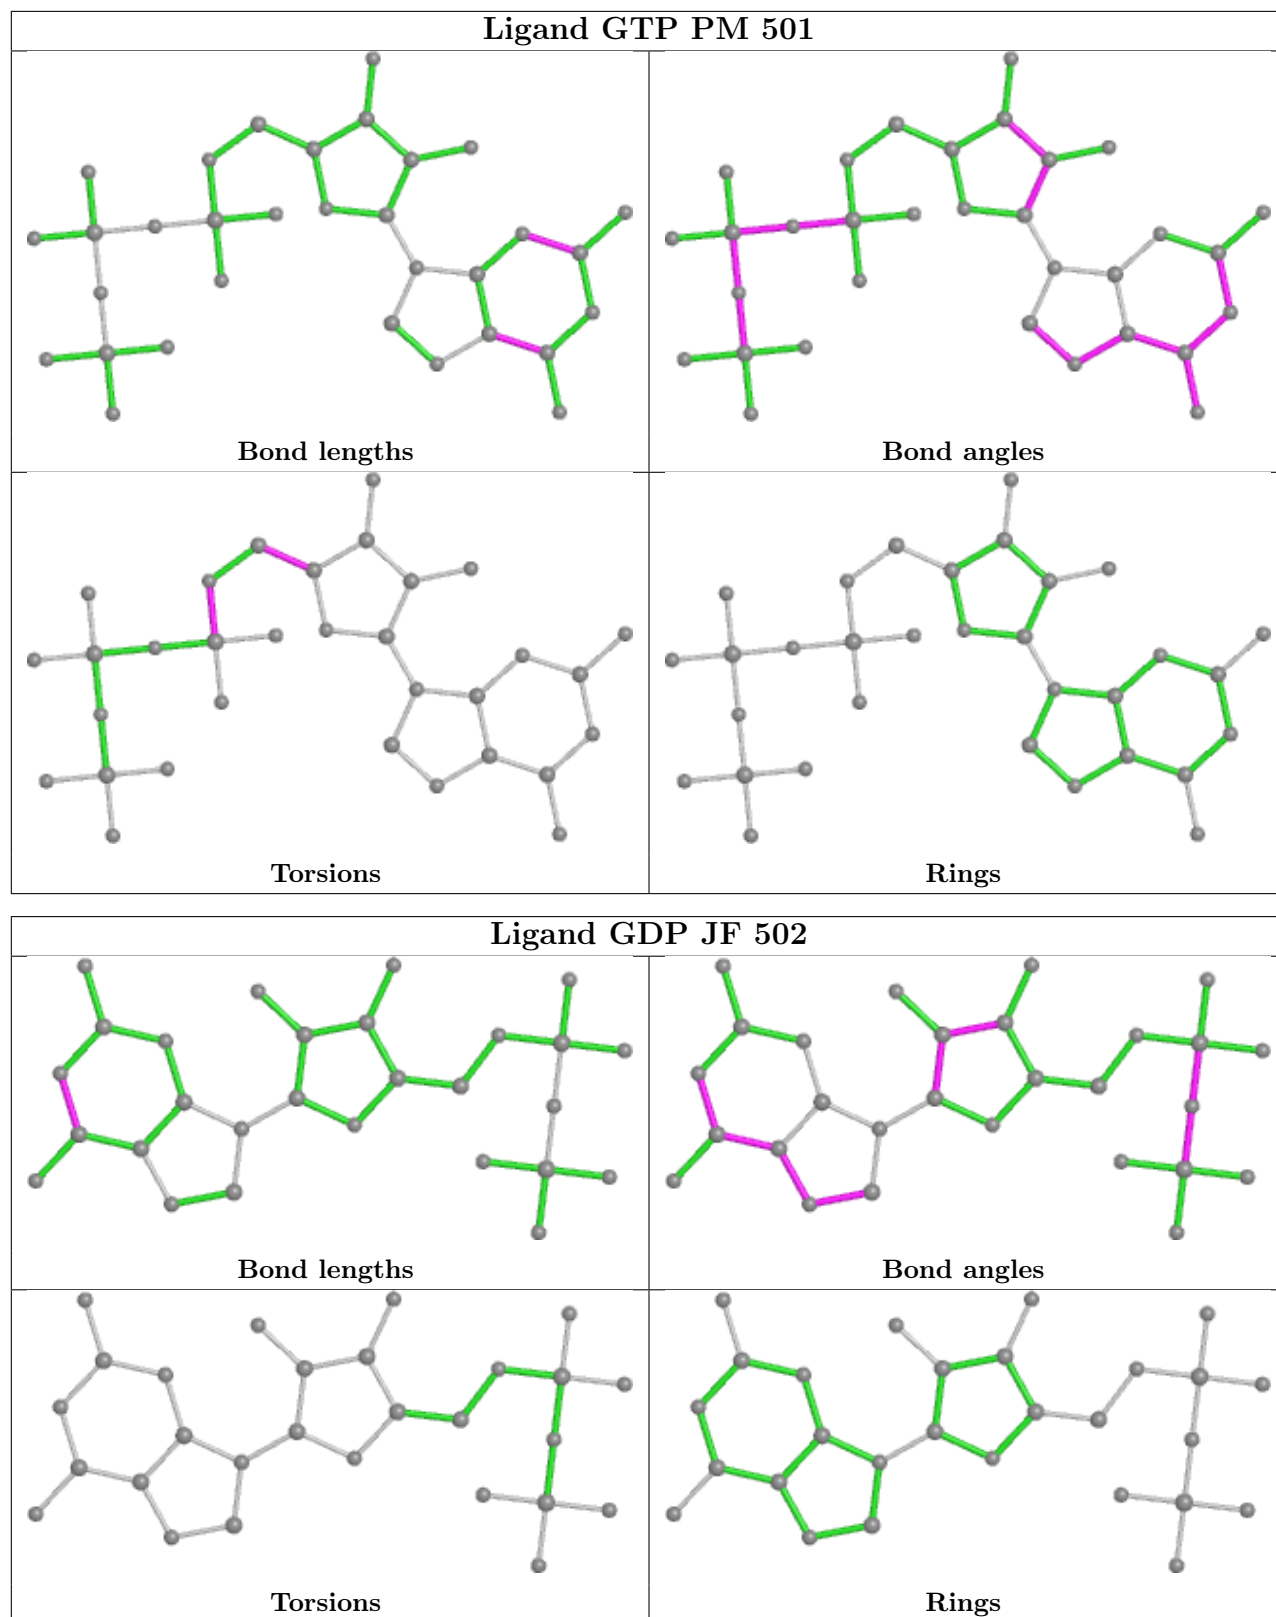 Ligand GTP PM 501
Bond lengths
Bond angles
Torsions
Rings
Ligand GDP JF 502
Bond lengths
Bond angles
Torsions
Rings